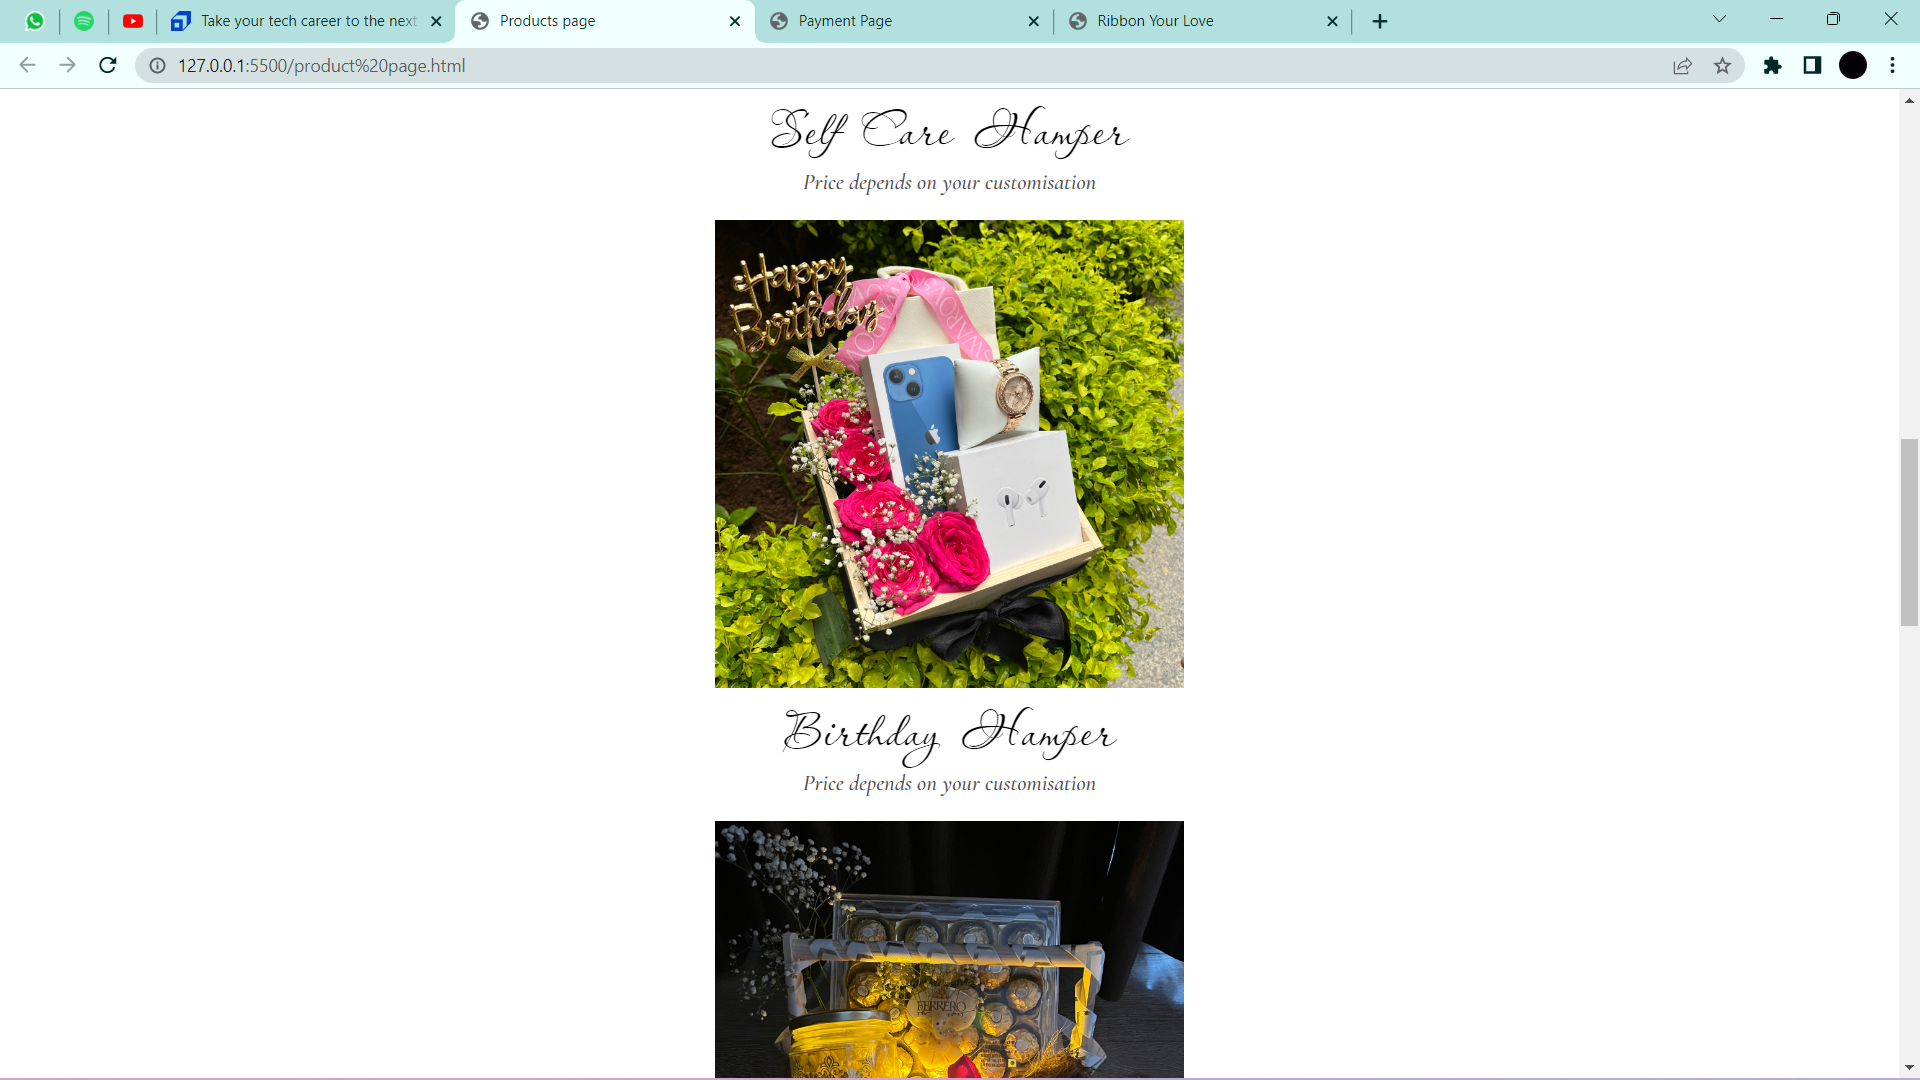 Take your tech career to the next
Products page
Payment Page
Ribbon Your Love
127.0.0.1:5500/product%20page.html
Self Care Hamper
Price depends on your customisation
Happy
Birthday
SWAROVSKI
Birthday Hamper
Price depends on your customisation
FERRERO